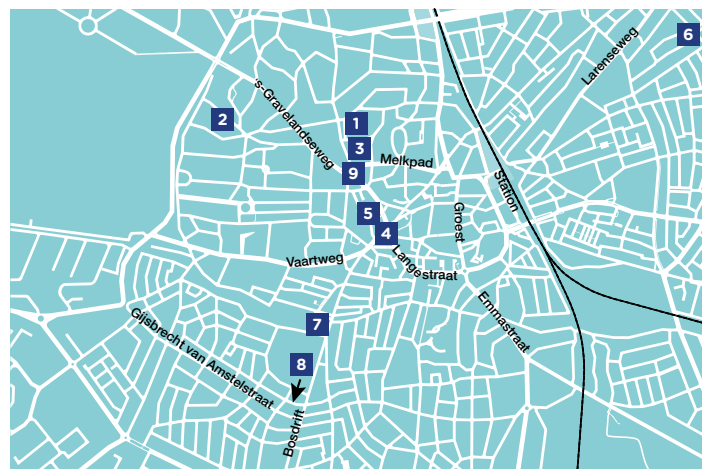 6
Larenseweg
2
's-Gravelandseweg
1
3
Melkpad
9
Station
5
Groest
4
Vaartweg
Langestraat
Emmastraat
7
Gijsbrecht van Amstelstraat
8
Bosdrift